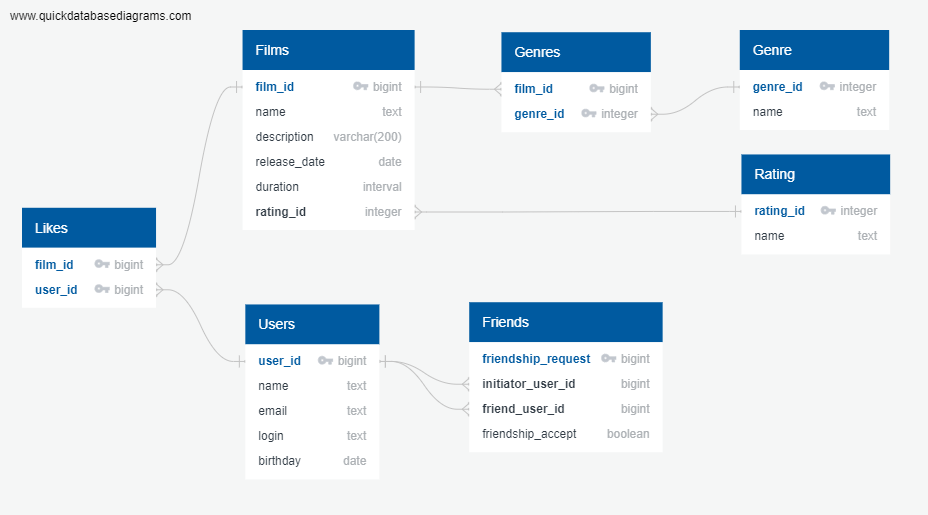 www.quickdatabasediagrams.com
Films
film_id bigint
name text
description varchar(200)
release_date date
duration interval
rating_id integer
Genres
film_id bigint
genre_id integer
Genre
genre_id integer
name text
Rating
rating_id integer
name text
Likes
film_id bigint
user_id bigint
Users
user_id bigint
name text
email text
login text
birthday date
Friends
friendship_request bigint
initiator_user_id bigint
friend_user_id bigint
friendship_accept boolean